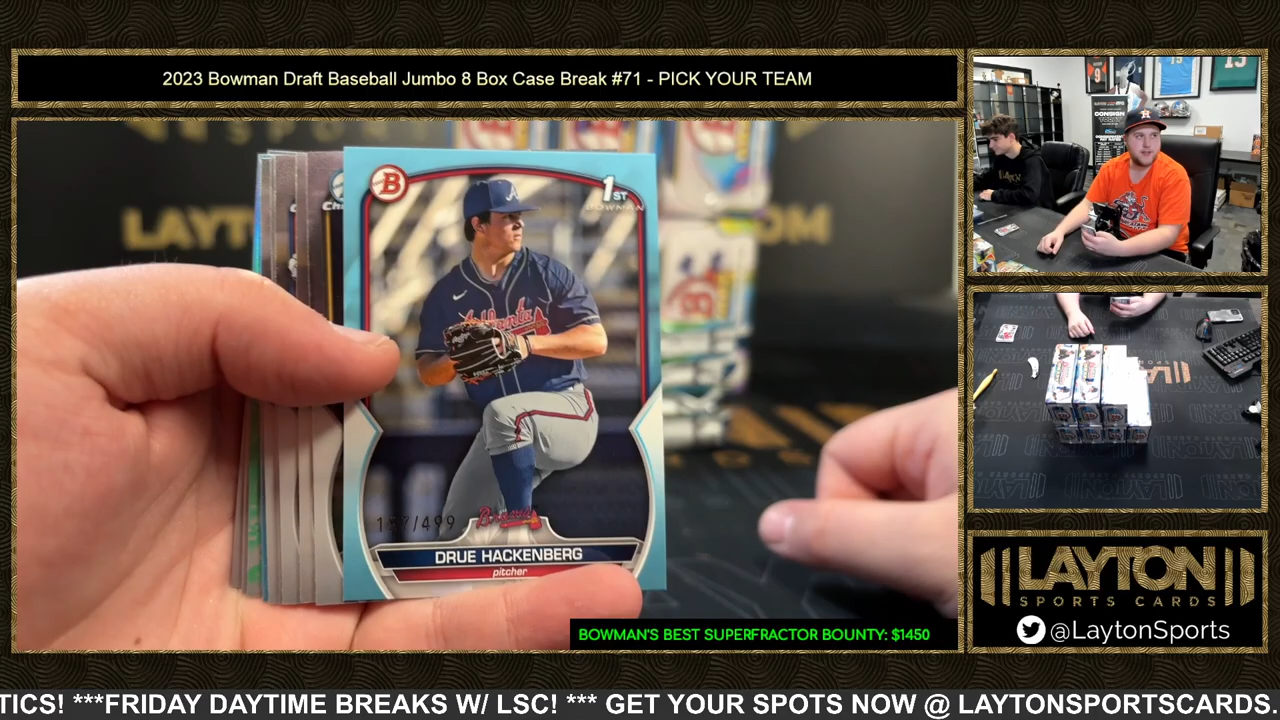 2023 Bowman Draft Baseball Jumbo 8 Box Case Break #71 - PICK YOUR TEAM
B
1ST
BOWMAN
Atlanta
/499
Braves
DRUE HACKENBERG
pitcher
BOWMAN'S BEST SUPERFRACTOR BOUNTY: $1450
LAYTON
SPORTS CARDS
@LaytonSports
TICS! ***FRIDAY DAYTIME BREAKS W/ LSC! *** GET YOUR SPOTS NOW @ LAYTONSPORTSCARDS.